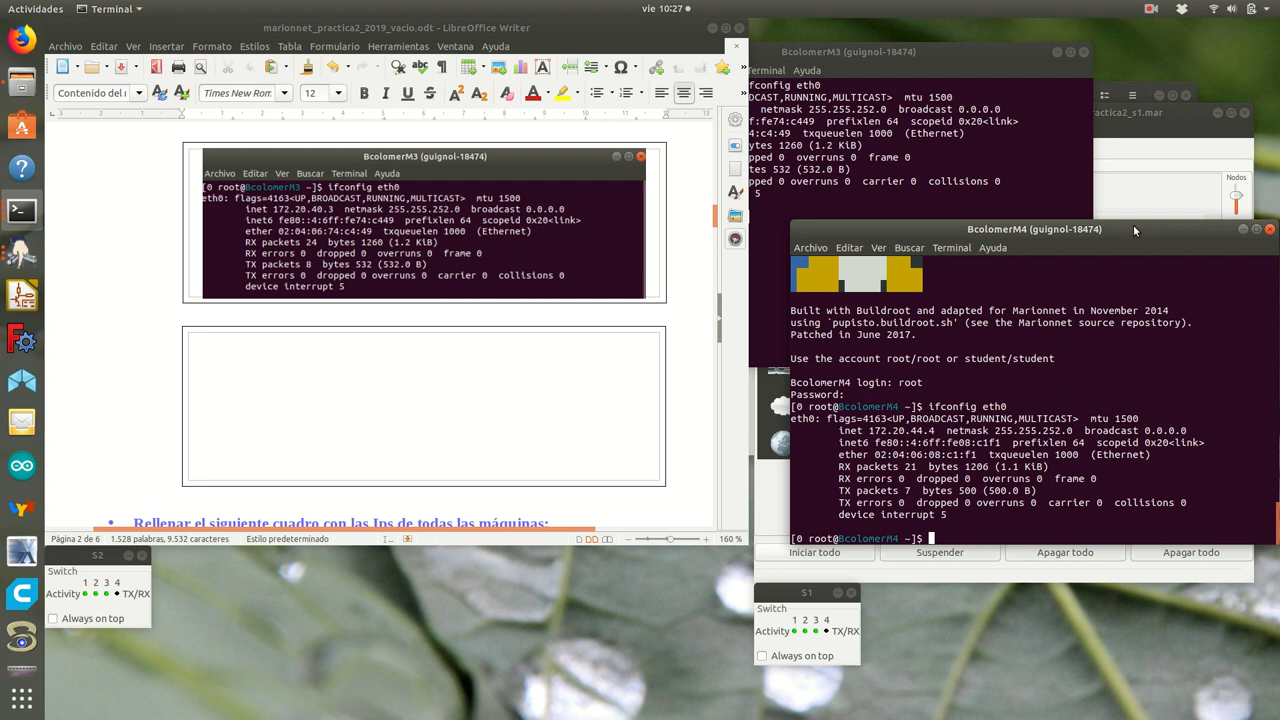 Actividades
Terminal
vie 10:27
marionnet_practica2_2019_vacio.odt - LibreOffice Writer
Archivo Editar Ver Insertar Formato Estilos Tabla Formulario Herramientas Ventana Ayuda
Contenido del
Times New Rom
12
BcolomerM3 (guignol-18474)
Archivo Editar Ver Buscar Terminal Ayuda
[0 root@BcolomerM3 ~]$ ifconfig eth0
eth0: flags=4163<UP,BROADCAST,RUNNING,MULTICAST> mtu 1500
inet 172.20.40.3 netmask 255.255.252.0 broadcast 0.0.0.0
inet6 fe80::4:6ff:fe74:c449 prefixlen 64 scopeid 0x20<link>
ether 02:04:06:74:c4:49 txqueuelen 1000 (Ethernet)
RX packets 24 bytes 1260 (1.2 KiB)
RX errors 0 dropped 0 overruns 0 frame 0
TX packets 8 bytes 532 (532.0 B)
TX errors 0 dropped 0 overruns 0 carrier 0 collisions 0
device interrupt 5
• Rellenar el siguiente cuadro con las Ips de todas las máquinas:
Página 2 de 6
1.528 palabras, 9.532 caracteres
Estilo predeterminado
160 %
BcolomerM3 (guignol-18474)
Terminal Ayuda
fconfig eth0
DCAST,RUNNING,MULTICAST> mtu 1500
netmask 255.255.252.0 broadcast 0.0.0.0
f:fe74:c449 prefixlen 64 scopeid 0x20<link>
4:c4:49 txqueuelen 1000 (Ethernet)
ytes 1260 (1.2 KiB)
pped 0 overruns 0 frame 0
tes 532 (532.0 B)
pped 0 overruns 0 carrier 0 collisions 0
5
ractica2_s1.mar
Nodos
BcolomerM4 (guignol-18474)
Archivo Editar Ver Buscar Terminal Ayuda
Built with Buildroot and adapted for Marionnet in November 2014
using `pupisto.buildroot.sh' (see the Marionnet source repository).
Patched in June 2017.
Use the account root/root or student/student
BcolomerM4 login: root
Password:
[0 root@BcolomerM4 ~]$ ifconfig eth0
eth0: flags=4163<UP,BROADCAST,RUNNING,MULTICAST> mtu 1500
inet 172.20.44.4 netmask 255.255.252.0 broadcast 0.0.0.0
inet6 fe80::4:6ff:fe08:c1f1 prefixlen 64 scopeid 0x20<link>
ether 02:04:06:08:c1:f1 txqueuelen 1000 (Ethernet)
RX packets 21 bytes 1206 (1.1 KiB)
RX errors 0 dropped 0 overruns 0 frame 0
TX packets 7 bytes 500 (500.0 B)
TX errors 0 dropped 0 overruns 0 carrier 0 collisions 0
device interrupt 5
[0 root@BcolomerM4 ~]$
Iniciar todo Suspender Apagar todo Apagar todo
S2
Switch
1 2 3 4
Activity TX/RX
Always on top
S1
Switch
1 2 3 4
Activity TX/RX
Always on top